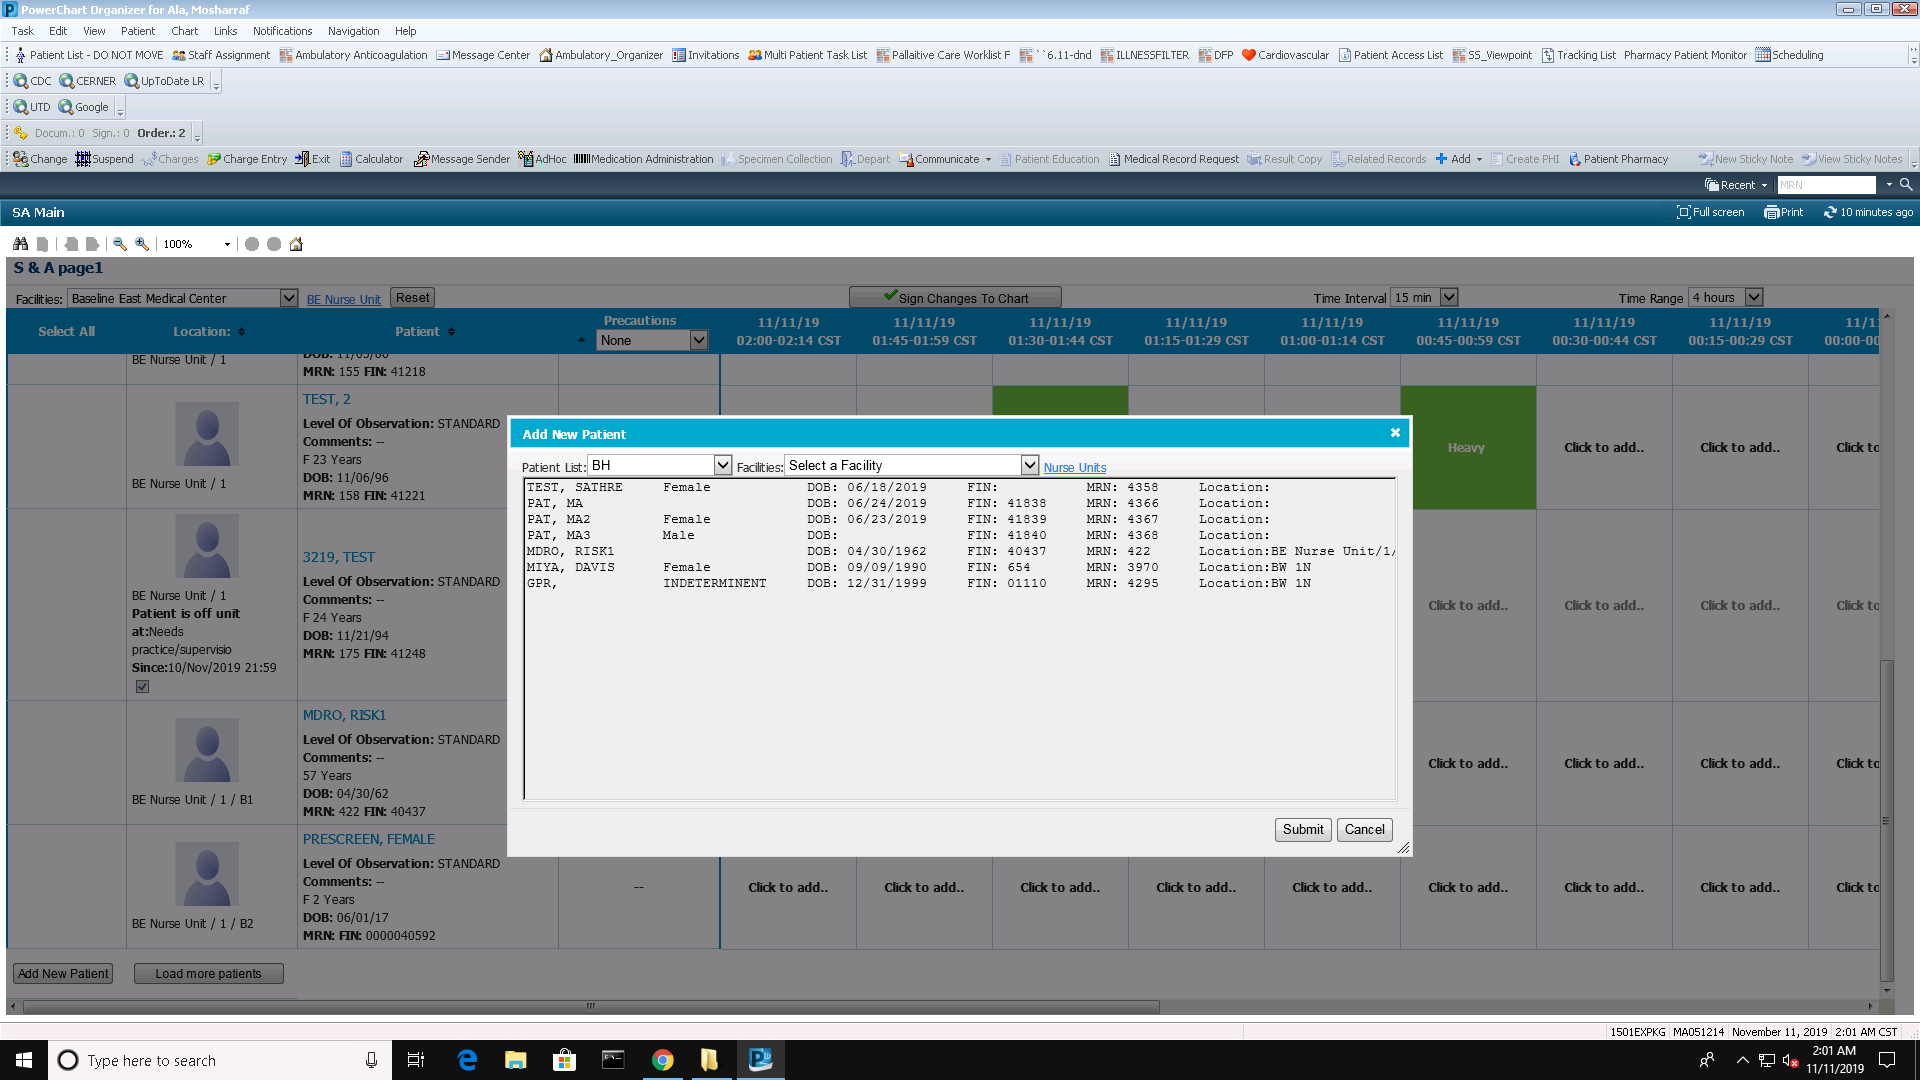 PowerChart Organizer for Ala, Mosharraf
Task Edit View Patient Chart Links Notifications Navigation Help
Patient List - DO NOT MOVE Staff Assignment Ambulatory Anticoagulation Message Center Ambulatory_Organizer Invitations Multi Patient Task List Pallaitive Care Worklist F ``6.11-dnd ILLNESSFILTER DFP Cardiovascular Patient Access List SS_Viewpoint Tracking List Pharmacy Patient Monitor Scheduling
CDC CERNER UpToDate LR
UTD Google
Docum.: 0 Sign.: 0 Order.: 2
Change Suspend Charges Charge Entry Exit Calculator Message Sender AdHoc Medication Administration Specimen Collection Depart Communicate Patient Education Medical Record Request Result Copy Related Records Add Create PHI Patient Pharmacy New Sticky Note View Sticky Notes
Recent MRN
SA Main Full screen Print 10 minutes ago
100%
S & A page1
Facilities: Baseline East Medical Center BE Nurse Unit Reset Sign Changes To Chart Time Interval 15 min Time Range 4 hours
Select All Location: Patient Precautions None
11/11/19 11/11/19 11/11/19 11/11/19 11/11/19 11/11/19 11/11/19 11/11/19 11/1
02:00-02:14 CST 01:45-01:59 CST 01:30-01:44 CST 01:15-01:29 CST 01:00-01:14 CST 00:45-00:59 CST 00:30-00:44 CST 00:15-00:29 CST 00:00-00
BE Nurse Unit / 1
DOB: 11/05/80
MRN: 155 FIN: 41218
TEST, 2
Level Of Observation: STANDARD
Comments: --
F 23 Years
DOB: 11/06/96
MRN: 158 FIN: 41221
BE Nurse Unit / 1
Heavy Click to add.. Click to add.. Click to
3219, TEST
Level Of Observation: STANDARD
Comments: --
F 24 Years
DOB: 11/21/94
MRN: 175 FIN: 41248
BE Nurse Unit / 1
Patient is off unit
at:Needs
practice/supervisio
Since:10/Nov/2019 21:59
Click to add.. Click to add.. Click to add.. Click to
MDRO, RISK1
Level Of Observation: STANDARD
Comments: --
57 Years
DOB: 04/30/62
MRN: 422 FIN: 40437
BE Nurse Unit / 1 / B1
Click to add.. Click to add.. Click to add.. Click to
PRESCREEN, FEMALE
Level Of Observation: STANDARD
Comments: --
F 2 Years
DOB: 06/01/17
MRN: FIN: 0000040592
BE Nurse Unit / 1 / B2
-- Click to add.. Click to add.. Click to add.. Click to add.. Click to add.. Click to add.. Click to add.. Click to add.. Click to
Add New Patient Load more patients
Add New Patient
Patient List: BH Facilities: Select a Facility Nurse Units
TEST, SATHRE Female DOB: 06/18/2019 FIN: MRN: 4358 Location:
PAT, MA DOB: 06/24/2019 FIN: 41838 MRN: 4366 Location:
PAT, MA2 Female DOB: 06/23/2019 FIN: 41839 MRN: 4367 Location:
PAT, MA3 Male DOB: FIN: 41840 MRN: 4368 Location:
MDRO, RISK1 DOB: 04/30/1962 FIN: 40437 MRN: 422 Location:BE Nurse Unit/1/
MIYA, DAVIS Female DOB: 09/09/1990 FIN: 654 MRN: 3970 Location:BW 1N
GPR, INDETERMINENT DOB: 12/31/1999 FIN: 01110 MRN: 4295 Location:BW 1N
Submit Cancel
1501EXPKG MA051214 November 11, 2019 2:01 AM CST
Type here to search
2:01 AM
11/11/2019